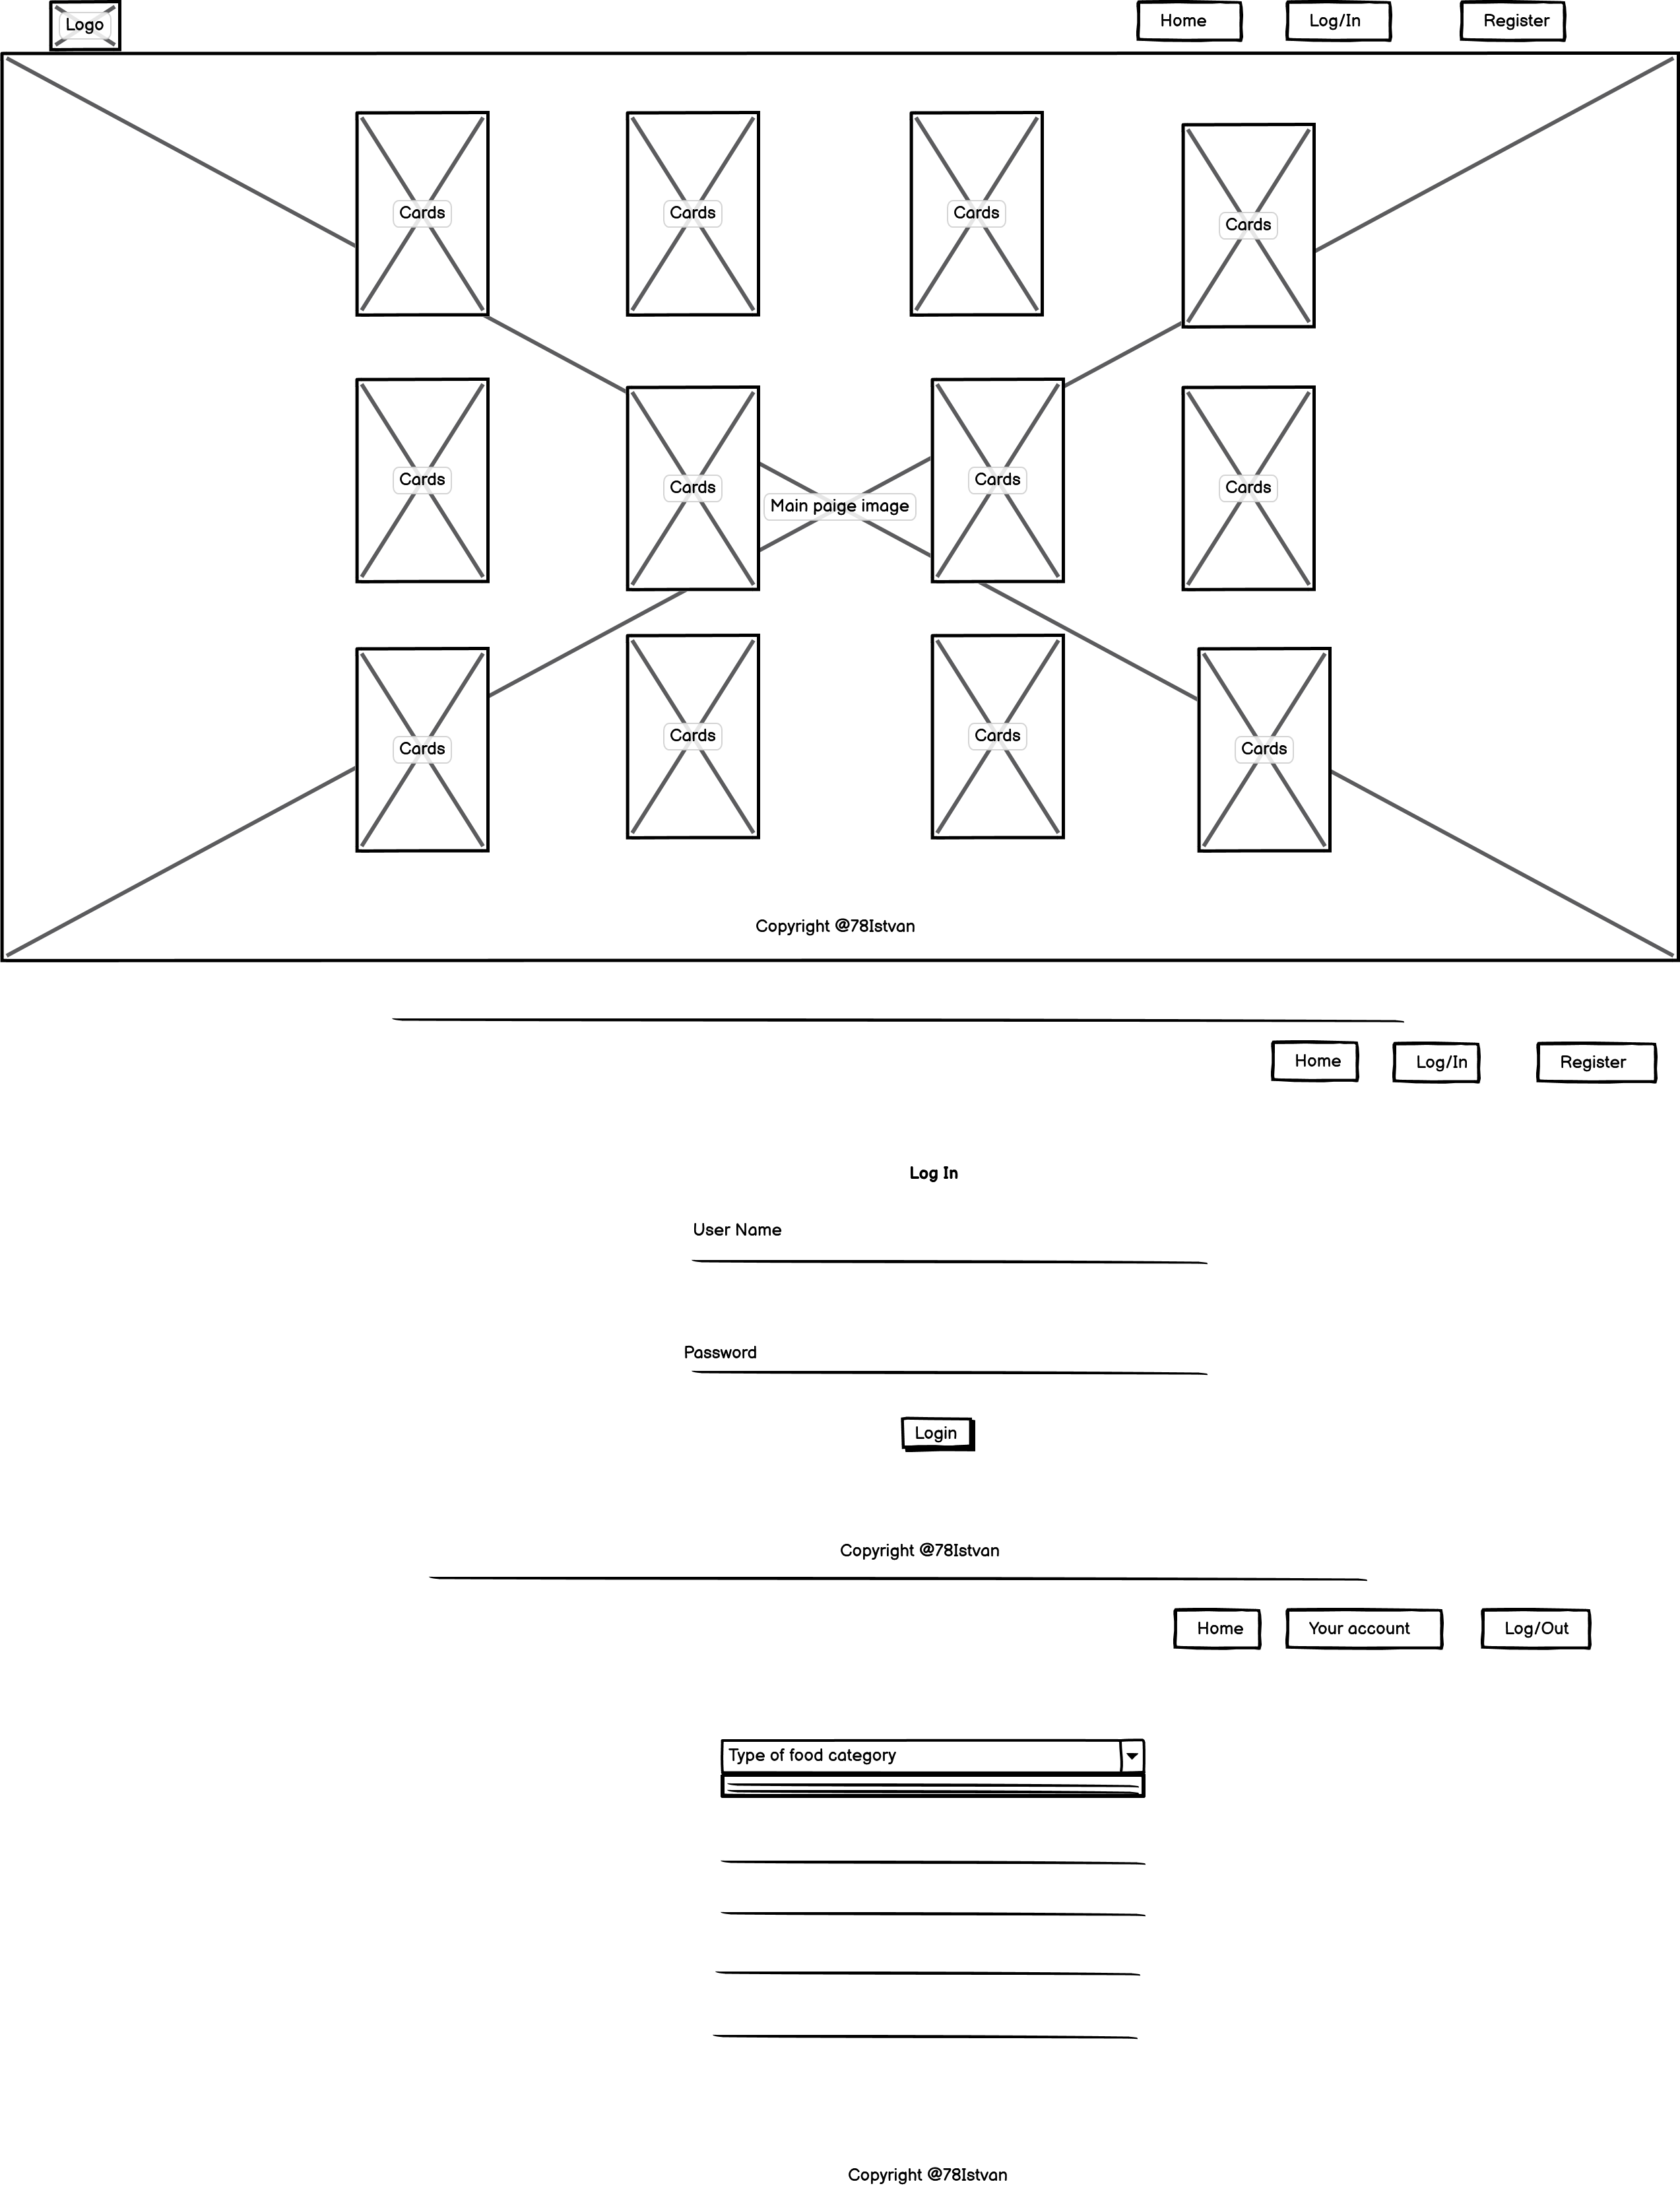 Logo
Home
Log/In
Register
Cards
Cards
Cards
Cards
Cards
Cards
Cards
Cards
Main paige image
Cards
Cards
Cards
Cards
Copyright @78Istvan
Home
Log/In
Register
Log In
User Name
Password
Login
Copyright @78Istvan
Home
Your account
Log/Out
Type of food category
Copyright @78Istvan